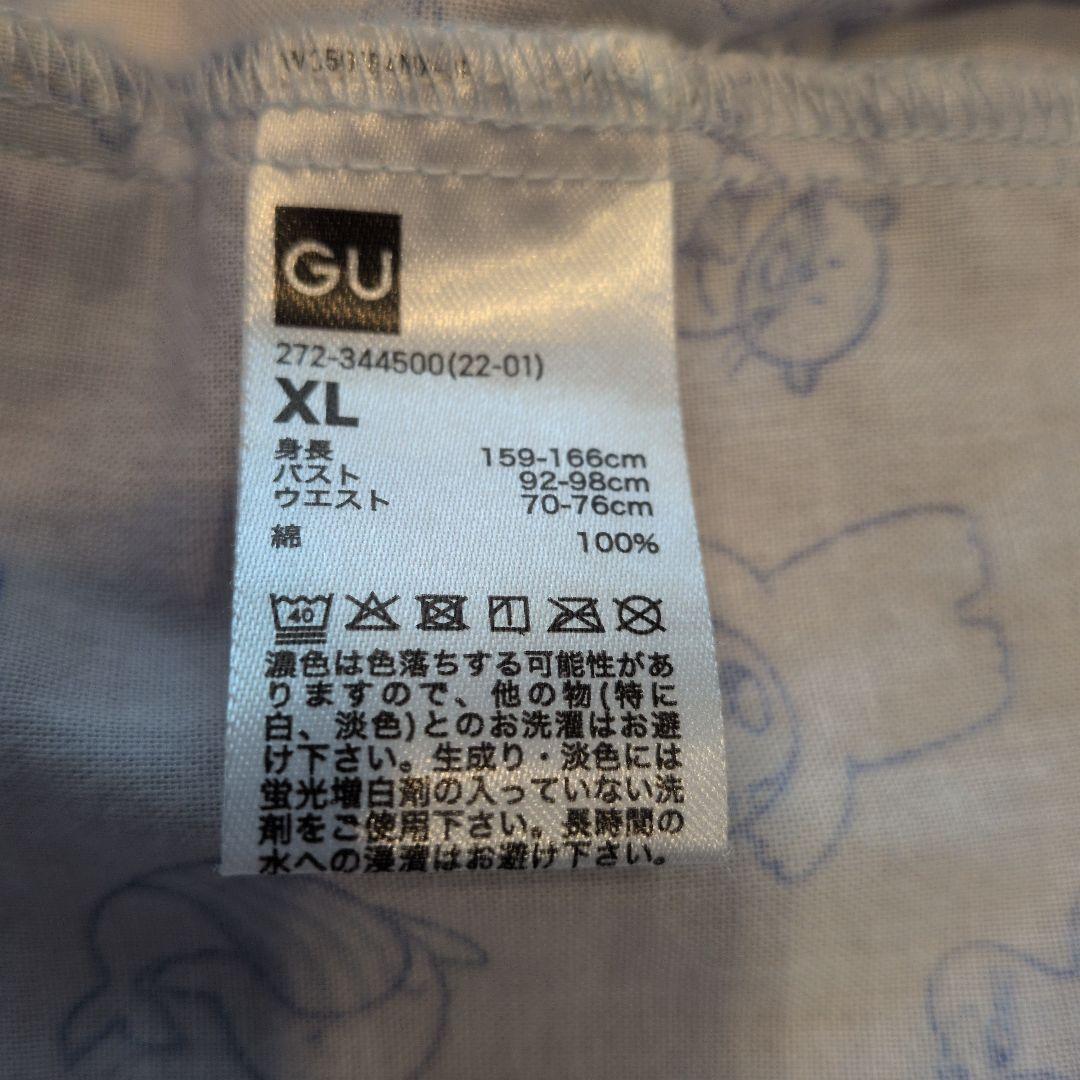 GU
272-344500(22-01)
XL
身長 159-166cm
バスト 92-98cm
ウエスト 70-76cm
綿 100%
40
濃色は色落ちする可能性があ
りますので、他の物(特に
白、淡色)とのお洗濯はお避
け下さい。生成り・淡色には
蛍光増白剤の入っていない洗
剤をご使用下さい。長時間の
水への浸漬はお避け下さい。